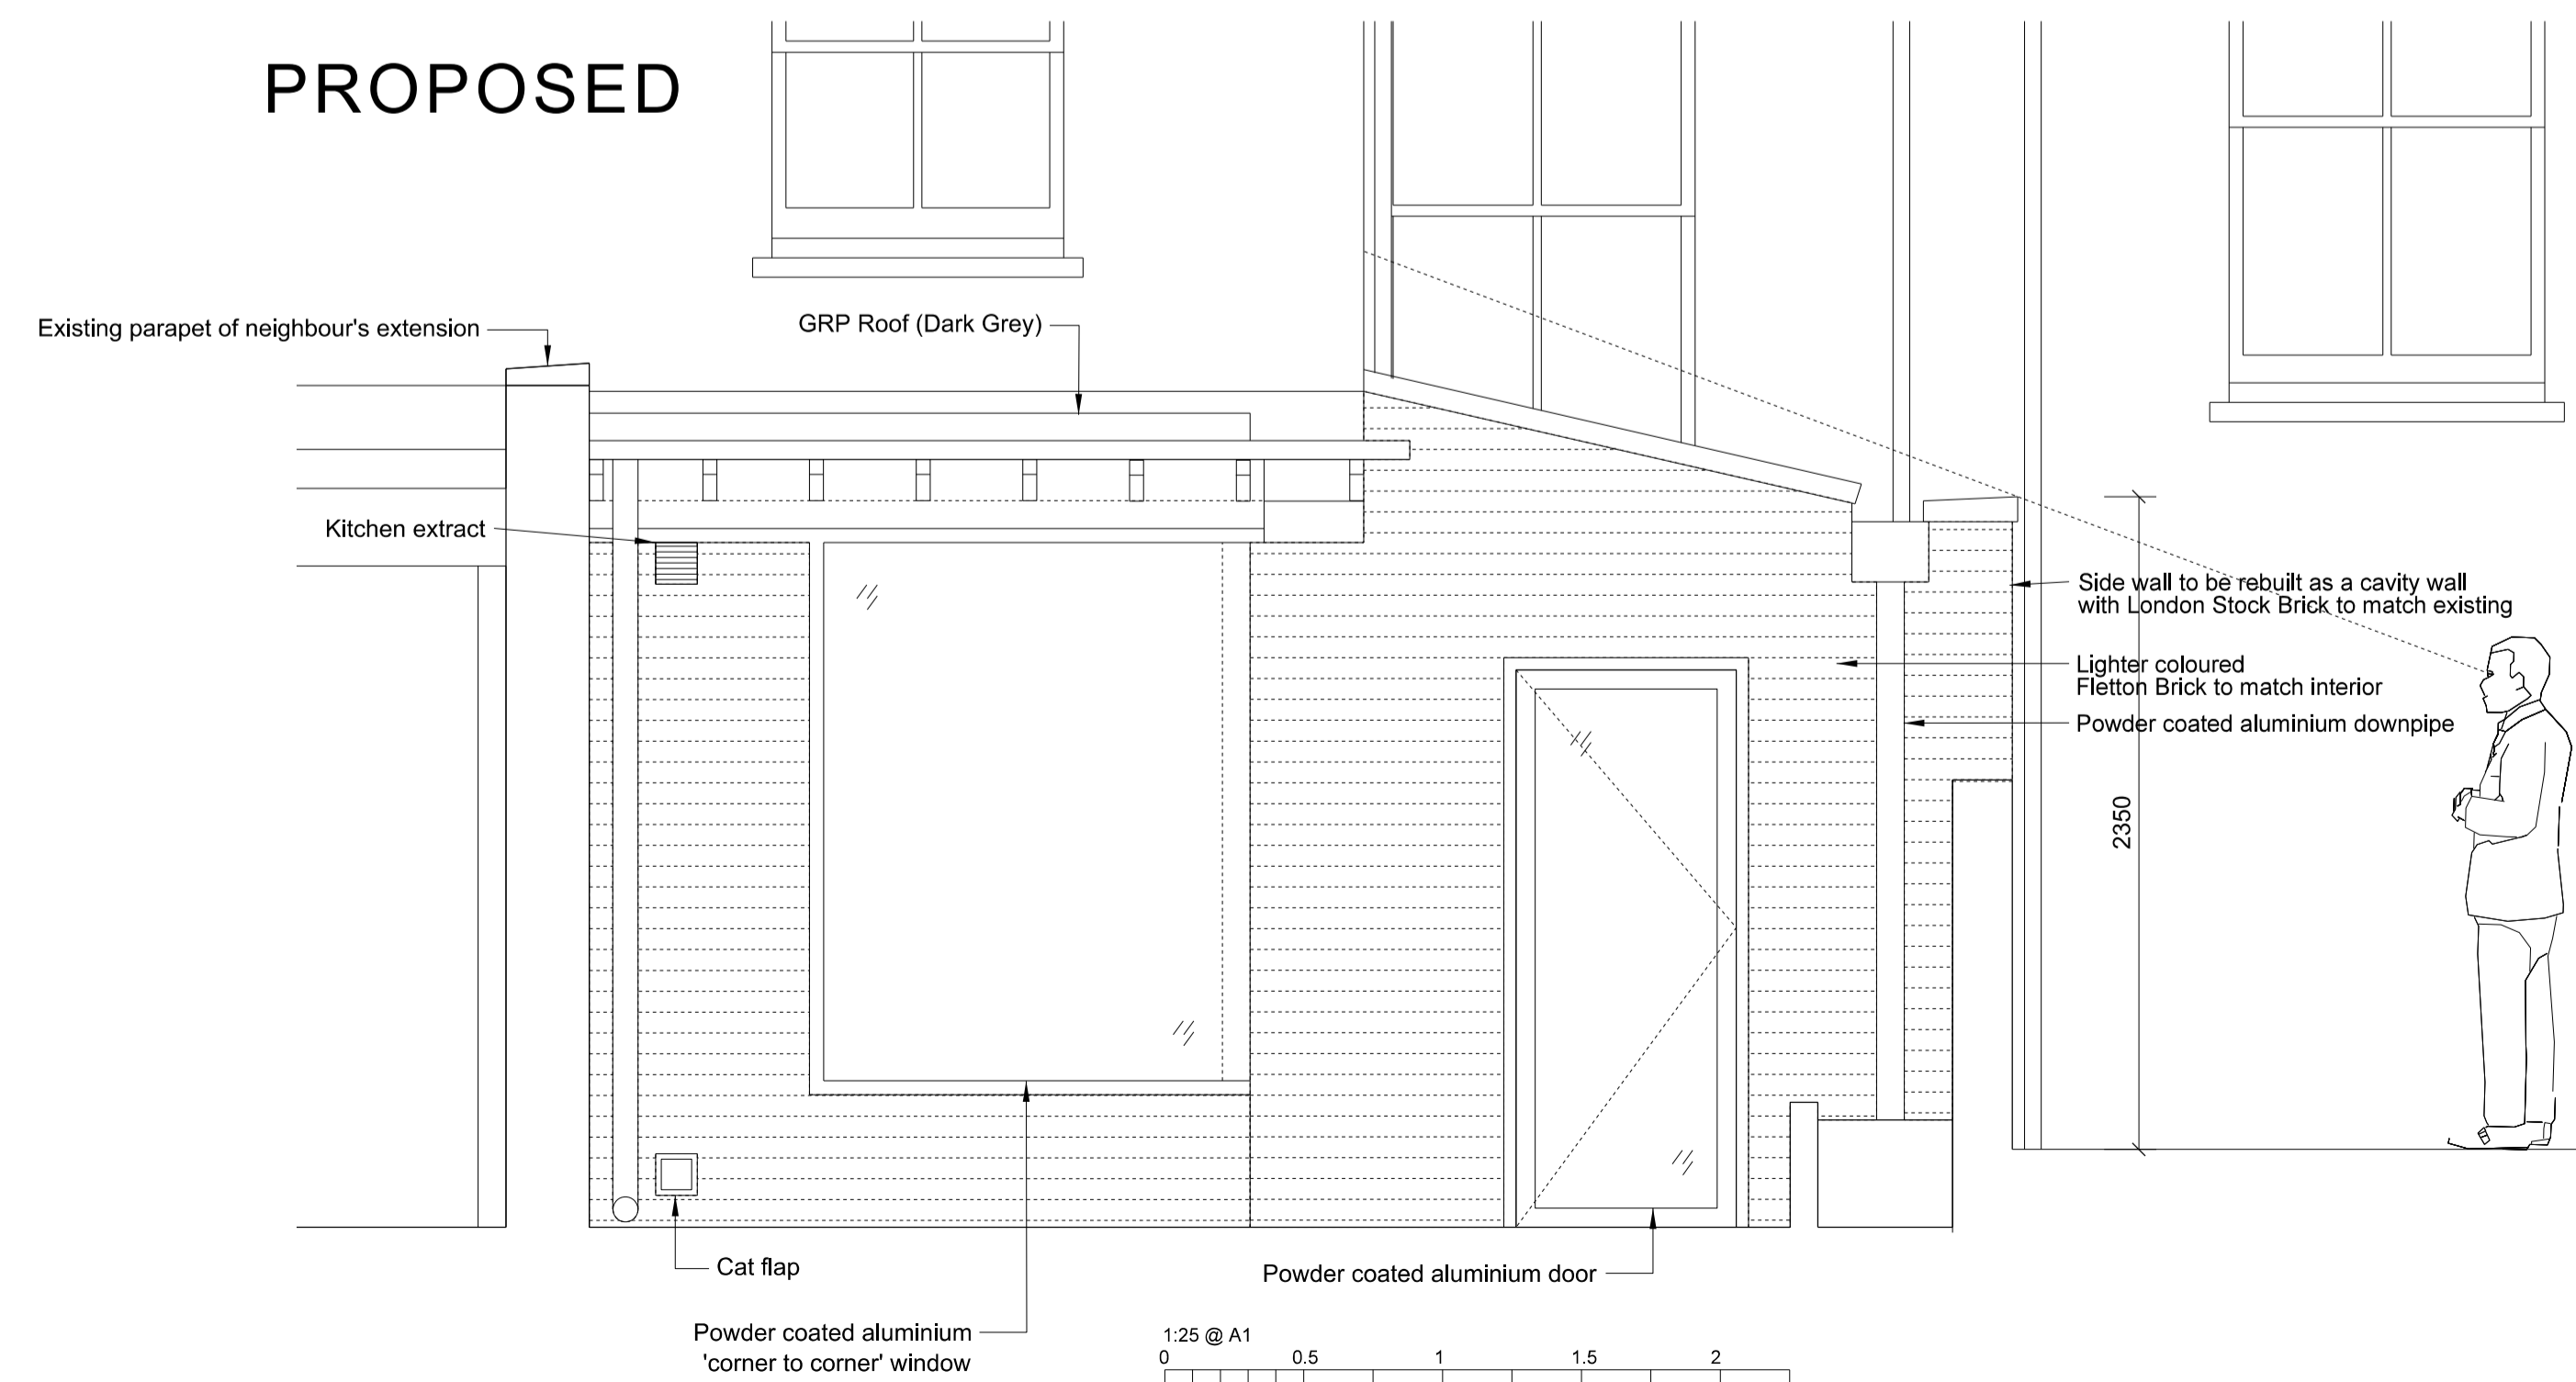 PROPOSED
Existing parapet of neighbour's extension
GRP Roof (Dark Grey)
Kitchen extract
Side wall to be rebuilt as a cavity wall
with London Stock Brick to match existing
Lighter coloured
Fletton Brick to match interior
Powder coated aluminium downpipe
2350
Cat flap
Powder coated aluminium door
Powder coated aluminium
'corner to corner' window
1:25 @ A1
0 0.5 1 1.5 2